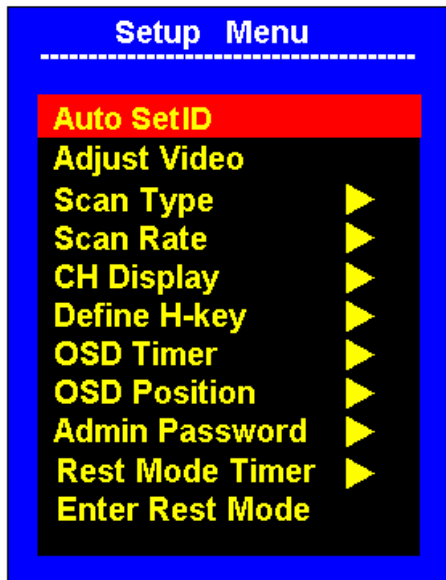 Setup Menu
Auto SetID
Adjust Video
Scan Type
Scan Rate
CH Display
Define H-key
OSD Timer
OSD Position
Admin Password
Rest Mode Timer
Enter Rest Mode